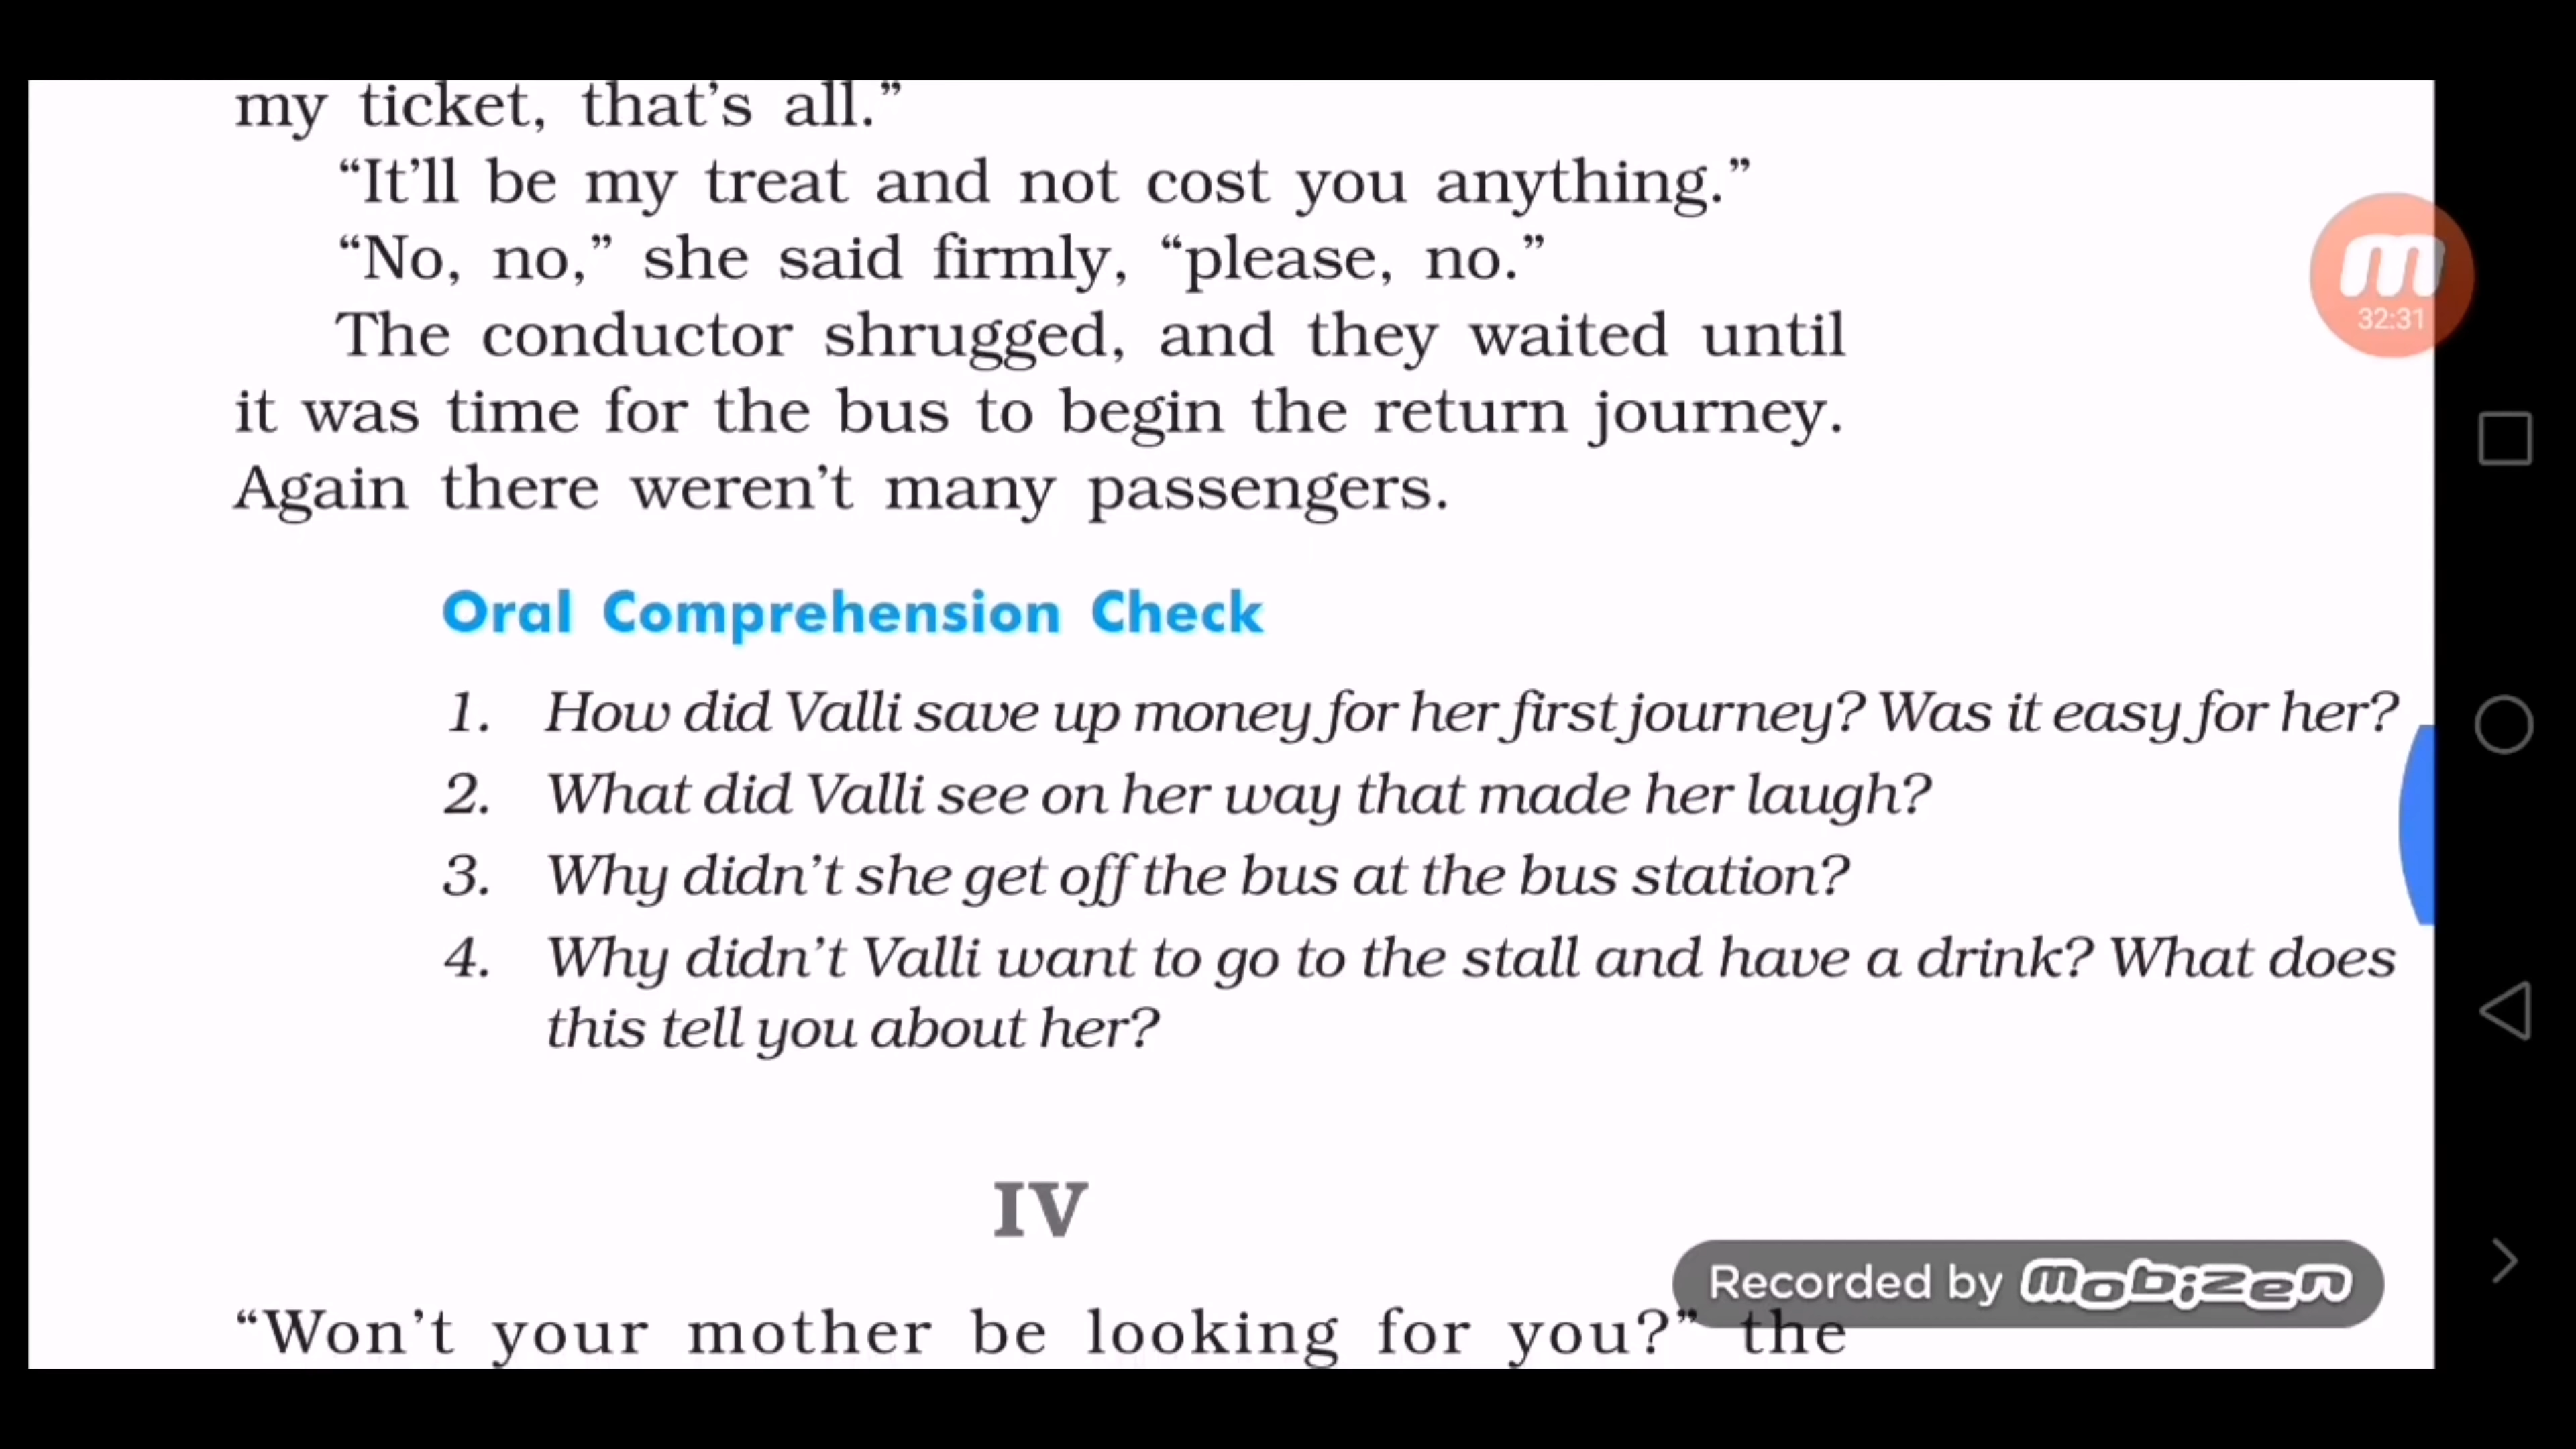 my ticket, that's all.”
“It'll be my treat and not cost you anything.”
“No, no,” she said firmly, “please, no.”
The conductor shrugged, and they waited until
it was time for the bus to begin the return journey.
Again there weren't many passengers.
Oral Comprehension Check
1. How did Valli save up money for her first journey? Was it easy for her?
2. What did Valli see on her way that made her laugh?
3. Why didn't she get off the bus at the bus station?
4. Why didn't Valli want to go to the stall and have a drink? What does
this tell you about her?
IV
“Won't your mother be looking for you?” the
m
32:31
Recorded by mobizen